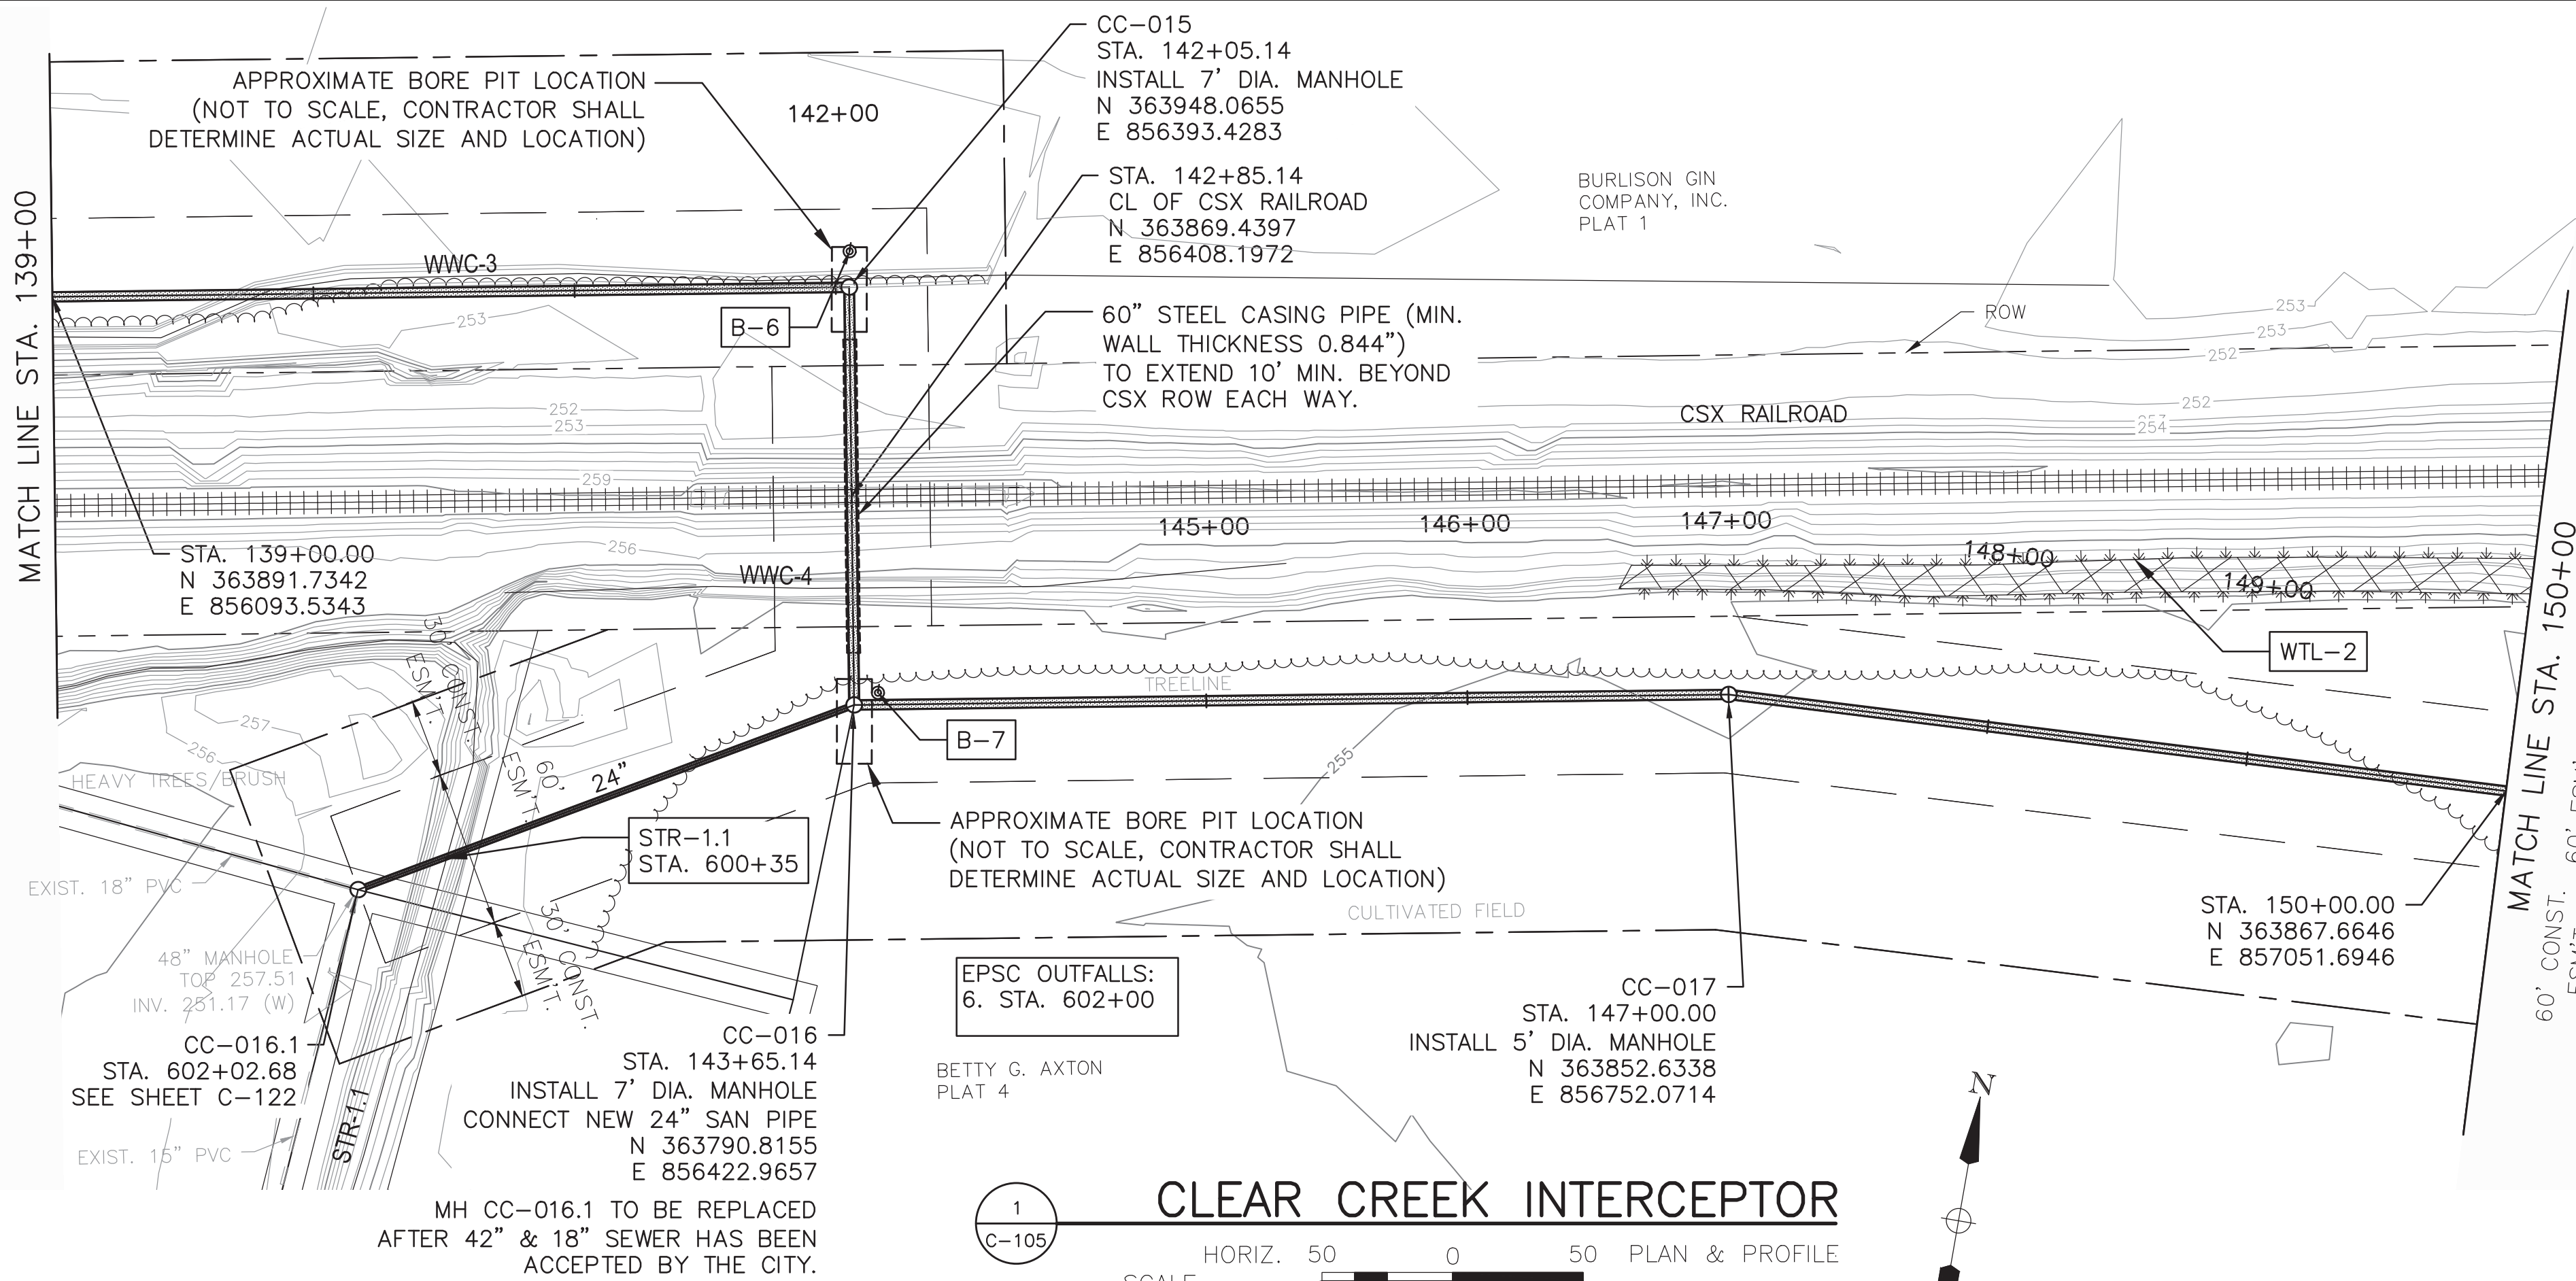 CC-015
STA. 142+05.14
INSTALL 7' DIA. MANHOLE
N 363948.0655
E 856393.4283
APPROXIMATE BORE PIT LOCATION
(NOT TO SCALE, CONTRACTOR SHALL
DETERMINE ACTUAL SIZE AND LOCATION)
142+00
STA. 142+85.14
CL OF CSX RAILROAD
N 363869.4397
E 856408.1972
BURLISON GIN
COMPANY, INC.
PLAT 1
MATCH LINE STA. 139+00
WWC-3
253
B-6
60" STEEL CASING PIPE (MIN.
WALL THICKNESS 0.844")
TO EXTEND 10' MIN. BEYOND
CSX ROW EACH WAY.
ROW
253
253
252
252
253
252
253
254
CSX RAILROAD
259
145+00
146+00
147+00
148+00
149+00
256
WWC-4
STA. 139+00.00
N 363891.7342
E 856093.5343
WTL-2
MATCH LINE STA. 150+00
30' CONST.
ESM'T.
TREELINE
257
256
HEAVY TREES/BRUSH
60'
ESM'T.
24"
B-7
255
STR-1.1
STA. 600+35
APPROXIMATE BORE PIT LOCATION
(NOT TO SCALE, CONTRACTOR SHALL
DETERMINE ACTUAL SIZE AND LOCATION)
EXIST. 18" PVC
30' CONST.
ESM'T.
CULTIVATED FIELD
STA. 150+00.00
N 363867.6646
E 857051.6946
60' CONST.
ESM'T.
60'
48" MANHOLE
TOP 257.51
INV. 251.17 (W)
EPSC OUTFALLS:
6. STA. 602+00
CC-017
STA. 147+00.00
INSTALL 5' DIA. MANHOLE
N 363852.6338
E 856752.0714
CC-016.1
STA. 602+02.68
SEE SHEET C-122
CC-016
STA. 143+65.14
INSTALL 7' DIA. MANHOLE
CONNECT NEW 24" SAN PIPE
N 363790.8155
E 856422.9657
BETTY G. AXTON
PLAT 4
EXIST. 15" PVC
STR-1.1
N
MH CC-016.1 TO BE REPLACED
AFTER 42" & 18" SEWER HAS BEEN
ACCEPTED BY THE CITY.
1
C-105
CLEAR CREEK INTERCEPTOR
HORIZ. 50 0 50 PLAN & PROFILE
SCALE